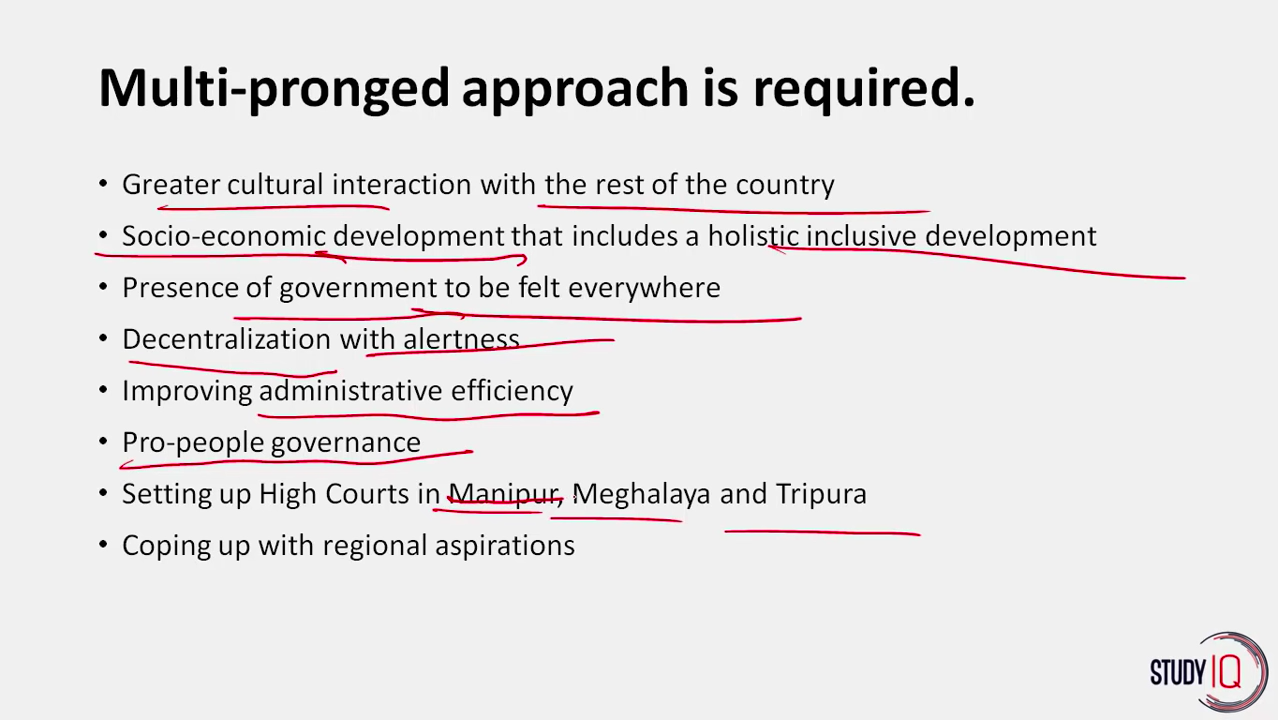 Multi-pronged approach is required.
• Greater cultural interaction with the rest of the country
• Socio-economic development that includes a holistic inclusive development
• Presence of government to be felt everywhere
• Decentralization with alertness
• Improving administrative efficiency
• Pro-people governance
• Setting up High Courts in Manipur, Meghalaya and Tripura
• Coping up with regional aspirations
STUDY IQ